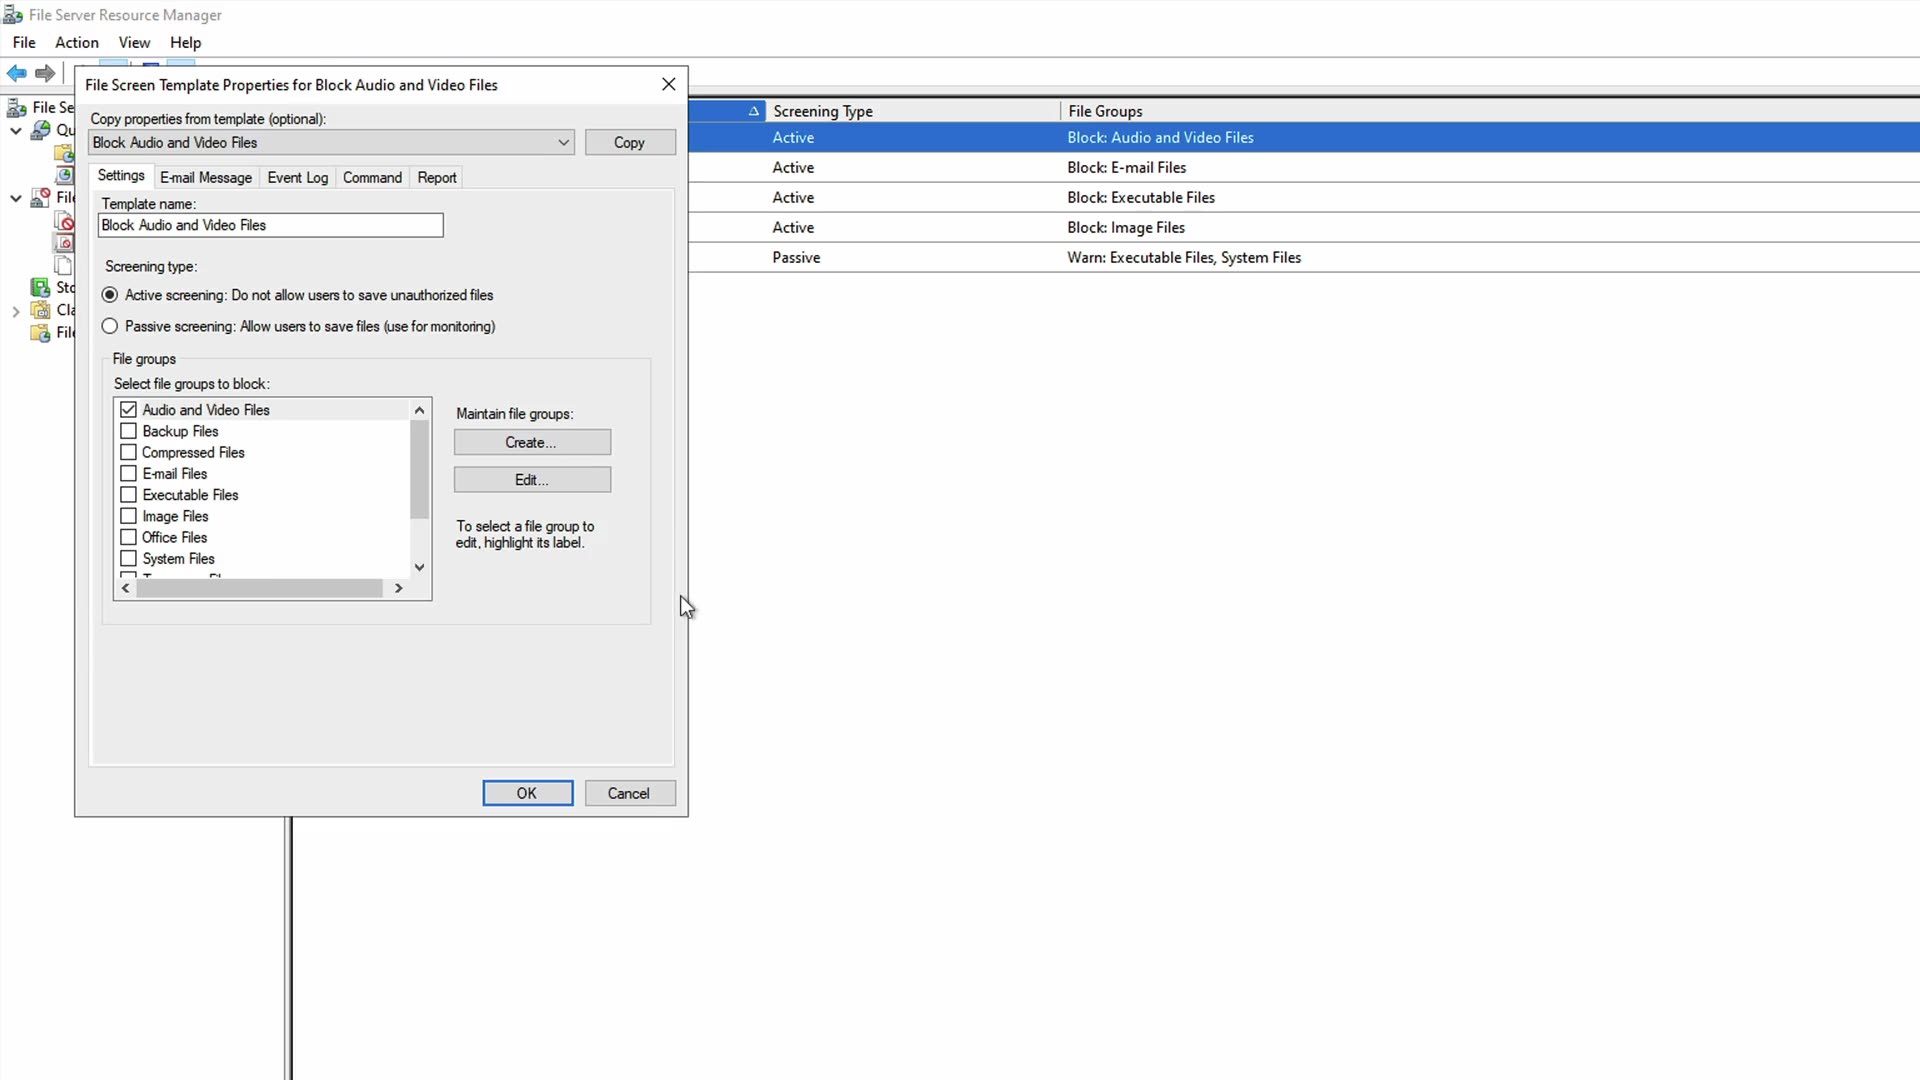 File Server Resource Manager
File Action View Help
File Screen Template Properties for Block Audio and Video Files
Copy properties from template (optional):
Block Audio and Video Files
Copy
Settings
E-mail Message
Event Log
Command
Report
Template name:
Block Audio and Video Files
Screening type:
Active screening: Do not allow users to save unauthorized files
Passive screening: Allow users to save files (use for monitoring)
File groups
Select file groups to block:
Audio and Video Files
Backup Files
Compressed Files
E-mail Files
Executable Files
Image Files
Office Files
System Files
Maintain file groups:
Create...
Edit...
To select a file group to
edit, highlight its label.
OK
Cancel
File Se
Qu
File
Sto
Cla
File
Screening Type File Groups
Active Block: Audio and Video Files
Active Block: E-mail Files
Active Block: Executable Files
Active Block: Image Files
Passive Warn: Executable Files, System Files